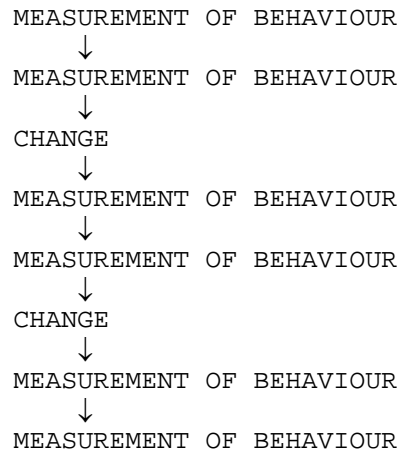 MEASUREMENT OF BEHAVIOUR
↓
MEASUREMENT OF BEHAVIOUR
↓
CHANGE
↓
MEASUREMENT OF BEHAVIOUR
↓
MEASUREMENT OF BEHAVIOUR
↓
CHANGE
↓
MEASUREMENT OF BEHAVIOUR
↓
MEASUREMENT OF BEHAVIOUR